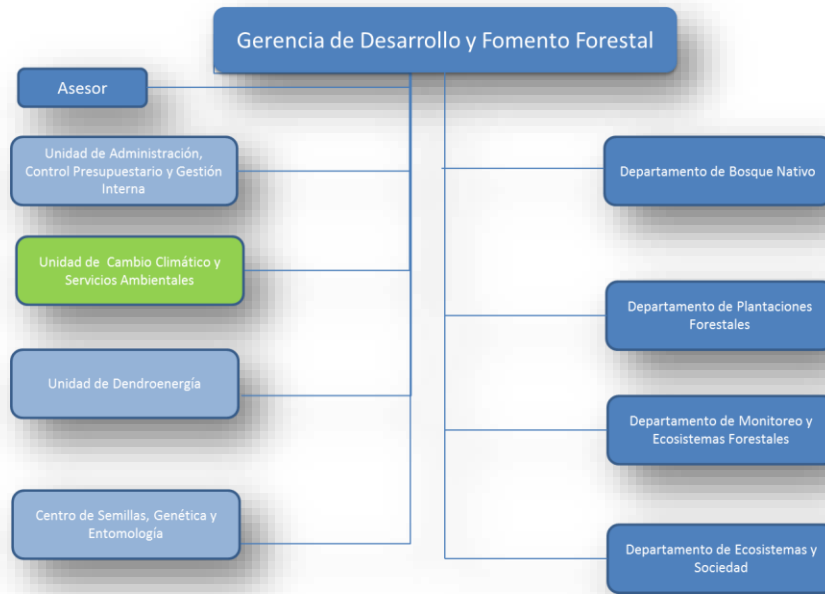 Gerencia de Desarrollo y Fomento Forestal
Asesor
Unidad de Administración,
Control Presupuestario y Gestión
Interna
Unidad de Cambio Climático y
Servicios Ambientales
Unidad de Dendroenergía
Centro de Semillas, Genética y
Entomología
Departamento de Bosque Nativo
Departamento de Plantaciones
Forestales
Departamento de Monitoreo y
Ecosistemas Forestales
Departamento de Ecosistemas y
Sociedad